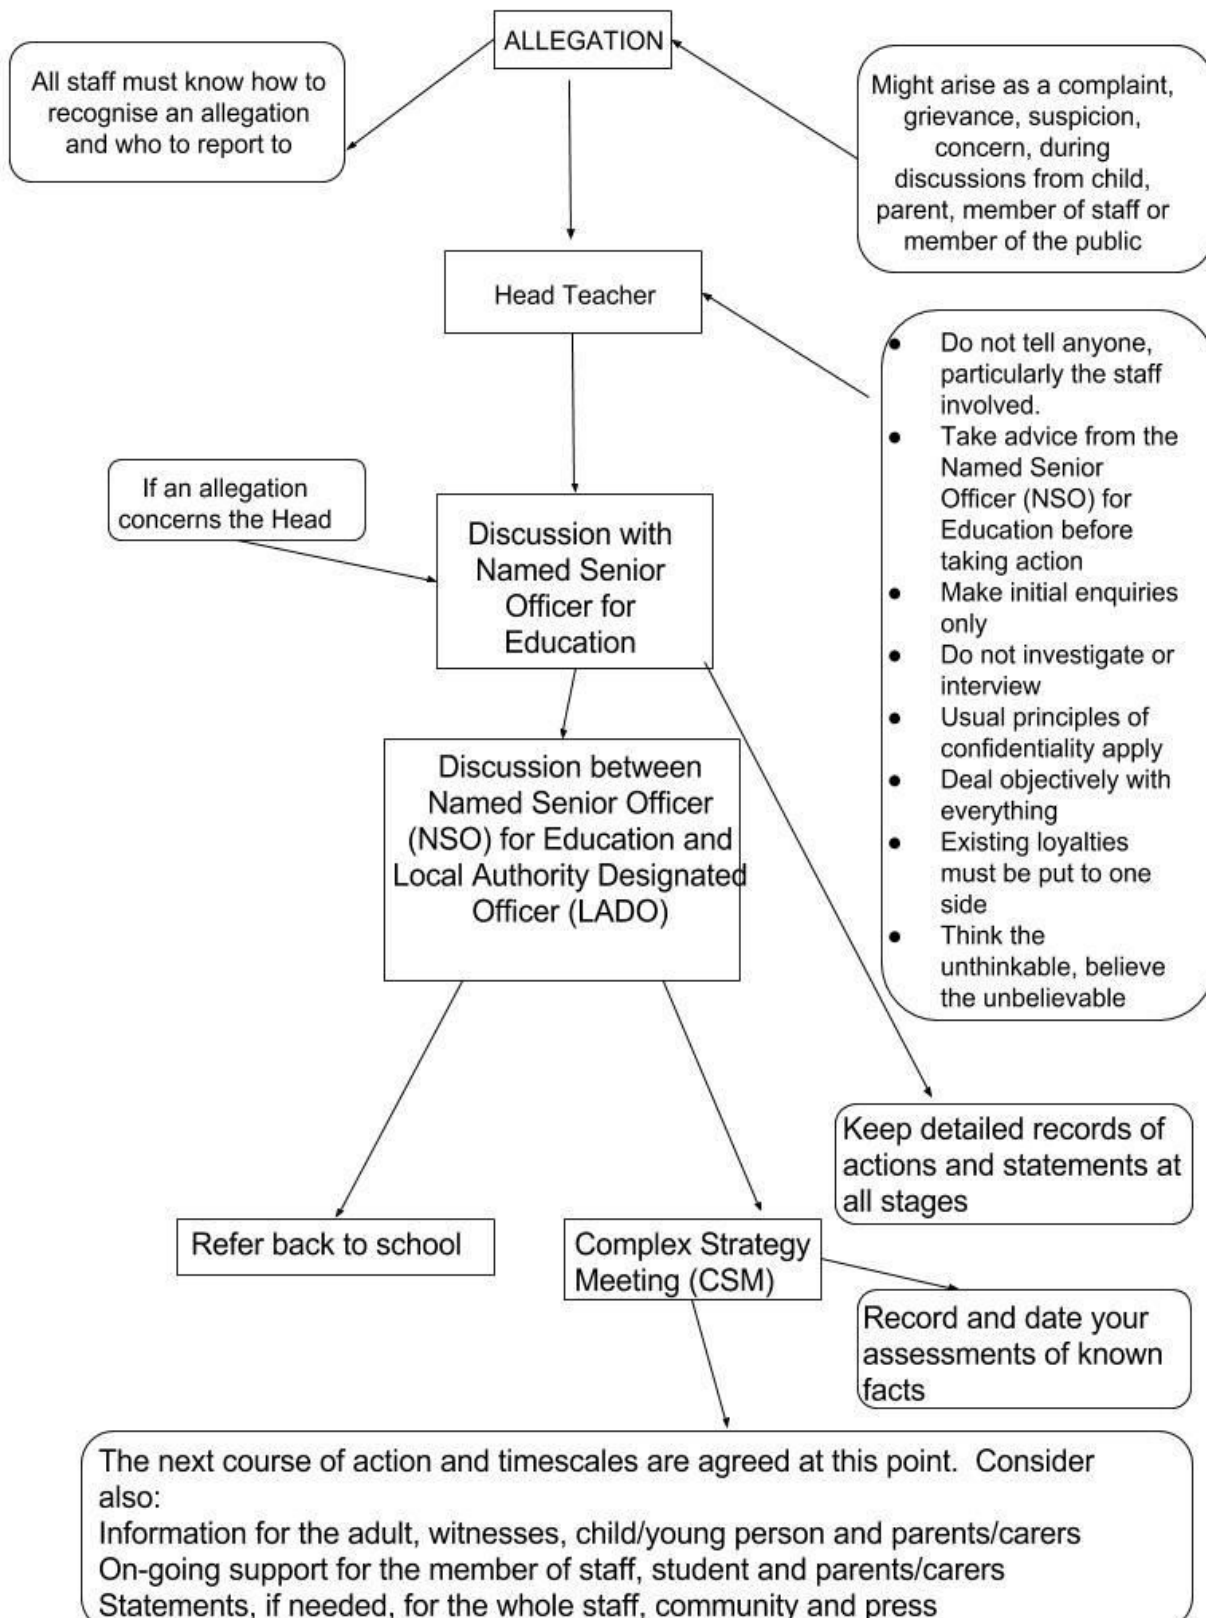 ALLEGATION
All staff must know how to
recognise an allegation
and who to report to
Might arise as a complaint,
grievance, suspicion,
concern, during
discussions from child,
parent, member of staff or
member of the public
Head Teacher
● Do not tell anyone,
particularly the staff
involved.
● Take advice from the
Named Senior
Officer (NSO) for
Education before
taking action
● Make initial enquiries
only
● Do not investigate or
interview
● Usual principles of
confidentiality apply
● Deal objectively with
everything
● Existing loyalties
must be put to one
side
● Think the
unthinkable, believe
the unbelievable
If an allegation
concerns the Head
Discussion with
Named Senior
Officer for
Education
Discussion between
Named Senior Officer
(NSO) for Education and
Local Authority Designated
Officer (LADO)
Keep detailed records of
actions and statements at
all stages
Refer back to school
Complex Strategy
Meeting (CSM)
Record and date your
assessments of known
facts
The next course of action and timescales are agreed at this point.  Consider
also:
Information for the adult, witnesses, child/young person and parents/carers
On-going support for the member of staff, student and parents/carers
Statements, if needed, for the whole staff, community and press